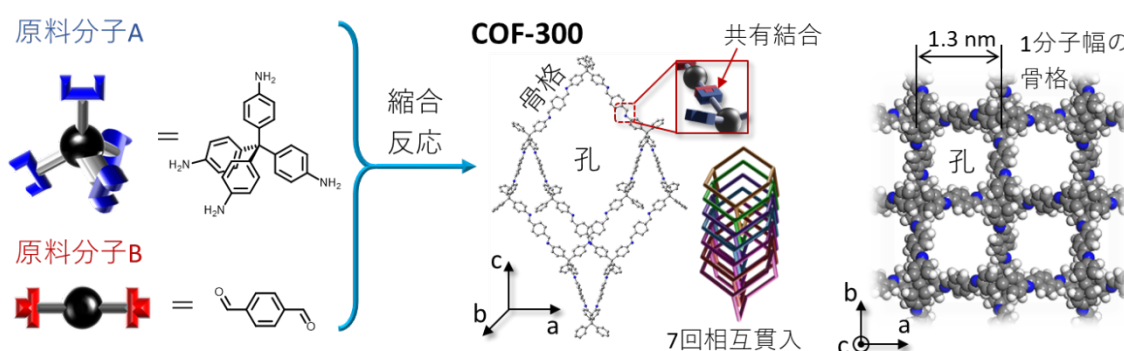 原料分子A
NH₂
H₂N
NH₂
H₂N
原料分子B
O
O
縮合
反応
COF-300
骨格
孔
共有結合
c
b
a
7回相互貫入
1.3 nm
1分子幅の
骨格
孔
b
c
a